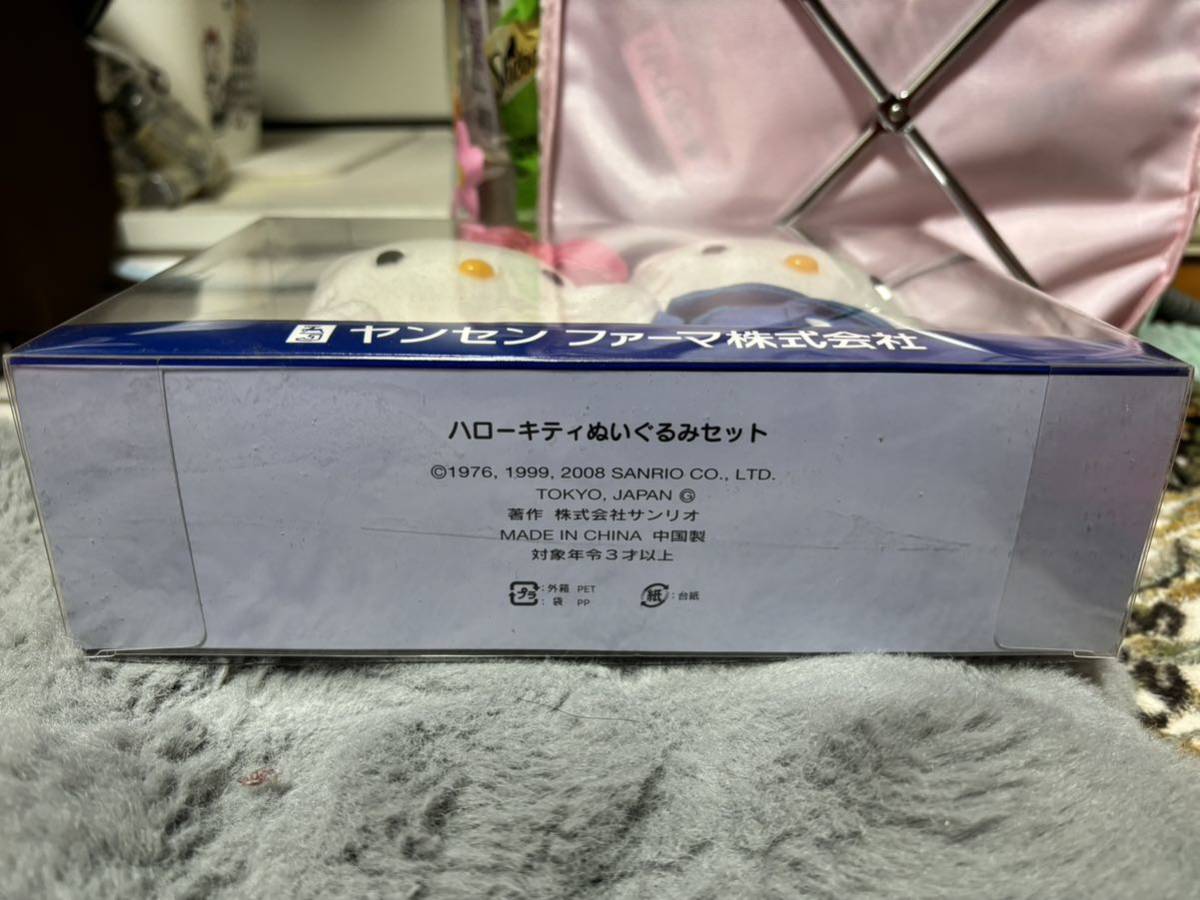 ヤンセン ファーマ株式会社
ハローキティぬいぐるみセット
©1976, 1999, 2008 SANRIO CO., LTD.
TOKYO, JAPAN Ⓖ
著作 株式会社サンリオ
MADE IN CHINA 中国製
対象年令3才以上
プラ : 外箱 PET
: 袋 PP
紙 : 台紙